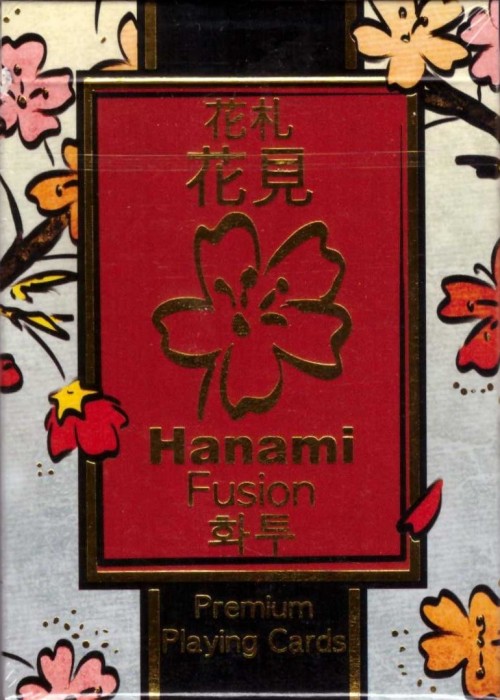 花札
花見
Hanami
Fusion
화투
Premium
Playing Cards